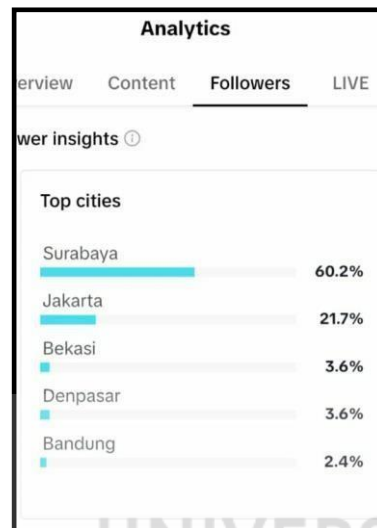 Analytics
erview Content Followers LIVE
wer insights
Top cities
Surabaya
60.2%
Jakarta
21.7%
Bekasi
3.6%
Denpasar
3.6%
Bandung
2.4%